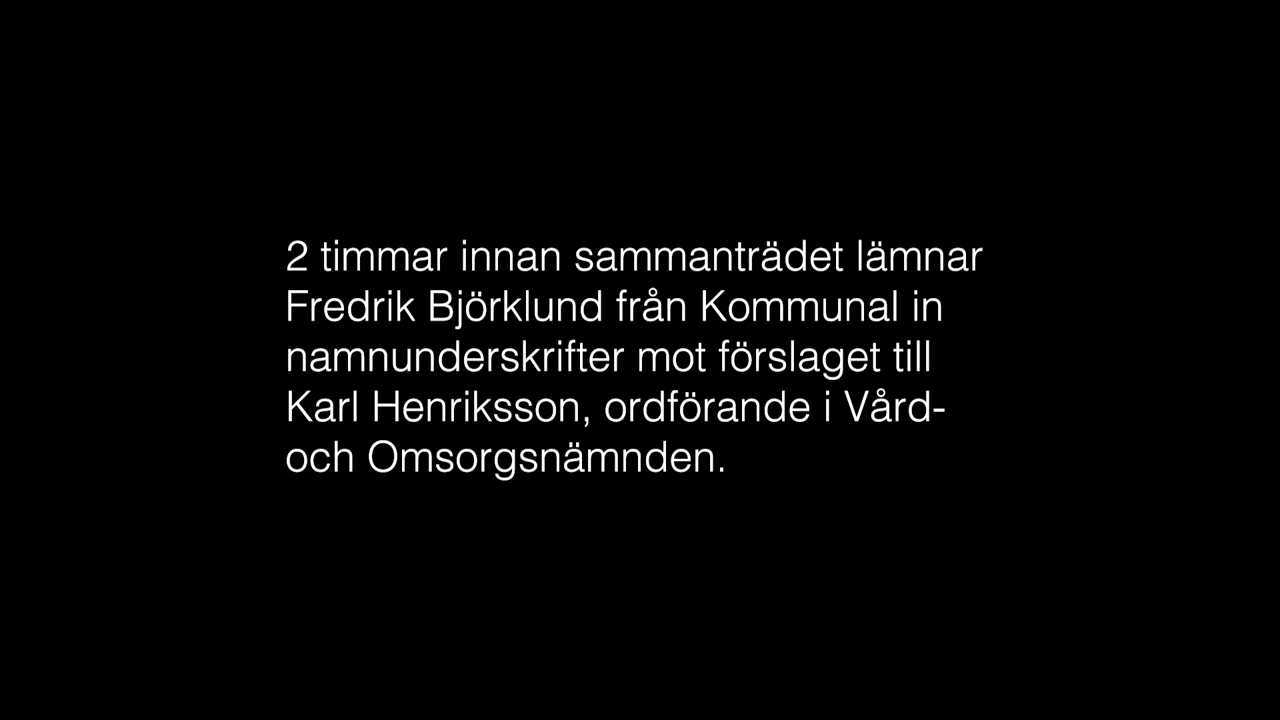 2 timmar innan sammanträdet lämnar
Fredrik Björklund från Kommunal in
namnunderskrifter mot förslaget till
Karl Henriksson, ordförande i Vård-
och Omsorgsnämnden.